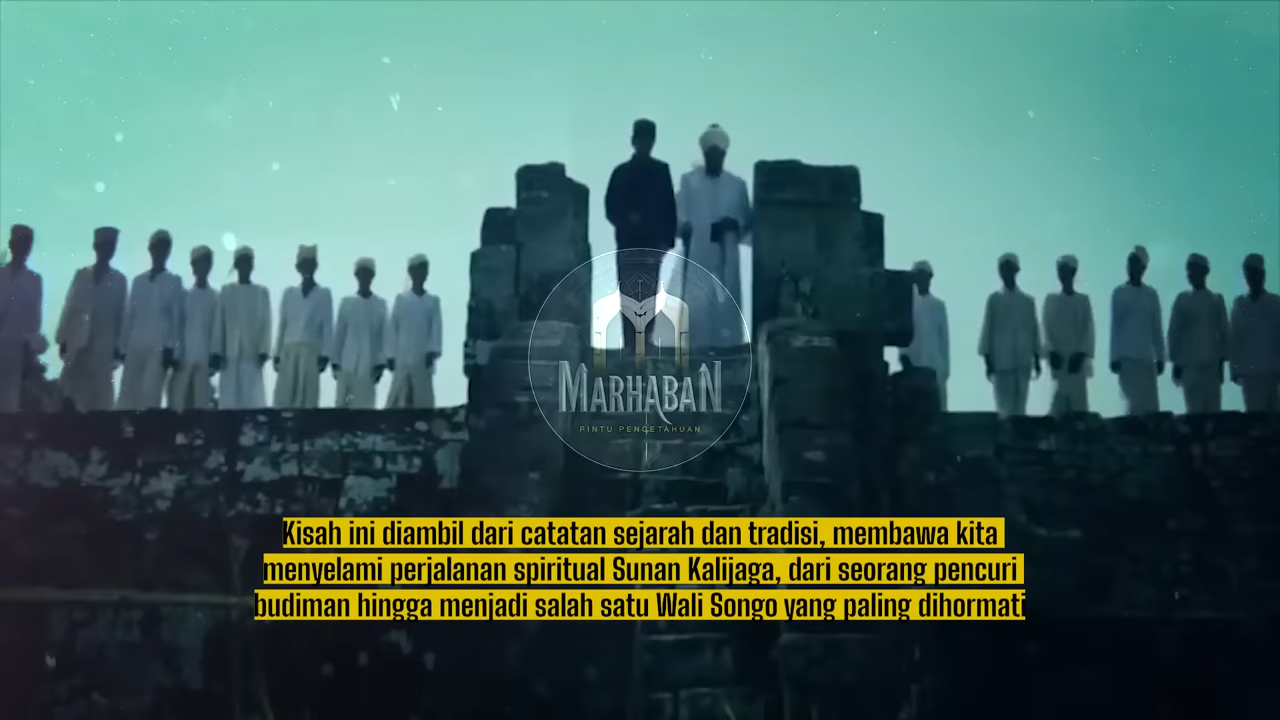 MARHABAN
PINTU PENGETAHUAN
Kisah ini diambil dari catatan sejarah dan tradisi, membawa kita
menyelami perjalanan spiritual Sunan Kalijaga, dari seorang pencuri
budiman hingga menjadi salah satu Wali Songo yang paling dihormati